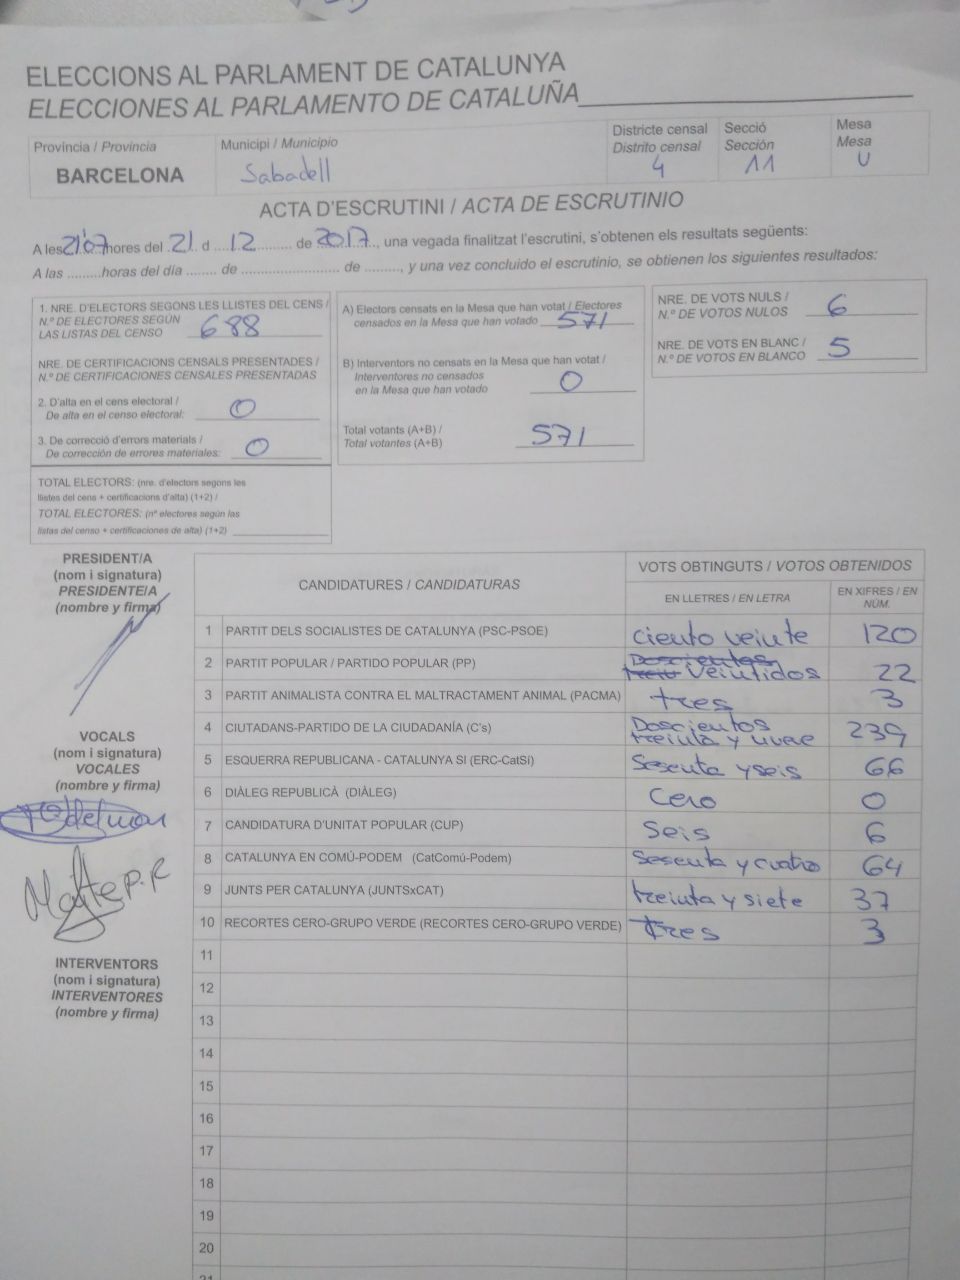 ELECCIONS AL PARLAMENT DE CATALUNYA
ELECCIONES AL PARLAMENTO DE CATALUÑA
Província / Provincia
BARCELONA
Municipi / Municipio
Sabadell
Districte censal
Distrito censal
4
Secció
Sección
11
Mesa
Mesa
U
ACTA D'ESCRUTINI / ACTA DE ESCRUTINIO
A les 21'07 hores del 21 d 12 de 2017, una vegada finalitzat l'escrutini, s'obtenen els resultats següents:
A las ......... horas del día ........ de .......................... de ........., y una vez concluido el escrutinio, se obtienen los siguientes resultados:
1. NRE. D'ELECTORS SEGONS LES LLISTES DEL CENS /
N.º DE ELECTORES SEGÚN
LAS LISTAS DEL CENSO 688
NRE. DE CERTIFICACIONS CENSALS PRESENTADES /
N.º DE CERTIFICACIONES CENSALES PRESENTADAS
2. D'alta en el cens electoral /
De alta en el censo electoral: 0
3. De correcció d'errors materials /
De corrección de errores materiales: 0
TOTAL ELECTORS: (nre. d'electors segons les
llistes del cens + certificacions d'alta) (1+2) /
TOTAL ELECTORES: (nº electores según las
listas del censo + certificaciones de alta) (1+2)
A) Electors censats en la Mesa que han votat / Electores
censados en la Mesa que han votado 571
B) Interventors no censats en la Mesa que han votat /
Interventores no censados
en la Mesa que han votado 0
Total votants (A+B) /
Total votantes (A+B) 571
NRE. DE VOTS NULS /
N.º DE VOTOS NULOS 6
NRE. DE VOTS EN BLANC /
N.º DE VOTOS EN BLANCO 5
PRESIDENT/A
(nom i signatura)
PRESIDENTE/A
(nombre y firma)
VOCALS
(nom i signatura)
VOCALES
(nombre y firma)
INTERVENTORS
(nom i signatura)
INTERVENTORES
(nombre y firma)
CANDIDATURES / CANDIDATURAS
VOTS OBTINGUTS / VOTOS OBTENIDOS
EN LLETRES / EN LETRA
EN XIFRES / EN
NÚM.
1 PARTIT DELS SOCIALISTES DE CATALUNYA (PSC-PSOE) ciento veinte 120
2 PARTIT POPULAR / PARTIDO POPULAR (PP) Veintidos 22
3 PARTIT ANIMALISTA CONTRA EL MALTRACTAMENT ANIMAL (PACMA) tres 3
4 CIUTADANS-PARTIDO DE LA CIUDADANÍA (C's) Doscientos treinta y nueve 239
5 ESQUERRA REPUBLICANA - CATALUNYA SI (ERC-CatSí) Sesenta y seis 66
6 DIÀLEG REPUBLICÀ (DIÀLEG) Cero 0
7 CANDIDATURA D'UNITAT POPULAR (CUP) Seis 6
8 CATALUNYA EN COMÚ-PODEM (CatComú-Podem) Sesenta y cuatro 64
9 JUNTS PER CATALUNYA (JUNTSxCAT) treinta y siete 37
10 RECORTES CERO-GRUPO VERDE (RECORTES CERO-GRUPO VERDE) Tres 3
11
12
13
14
15
16
17
18
19
20
21